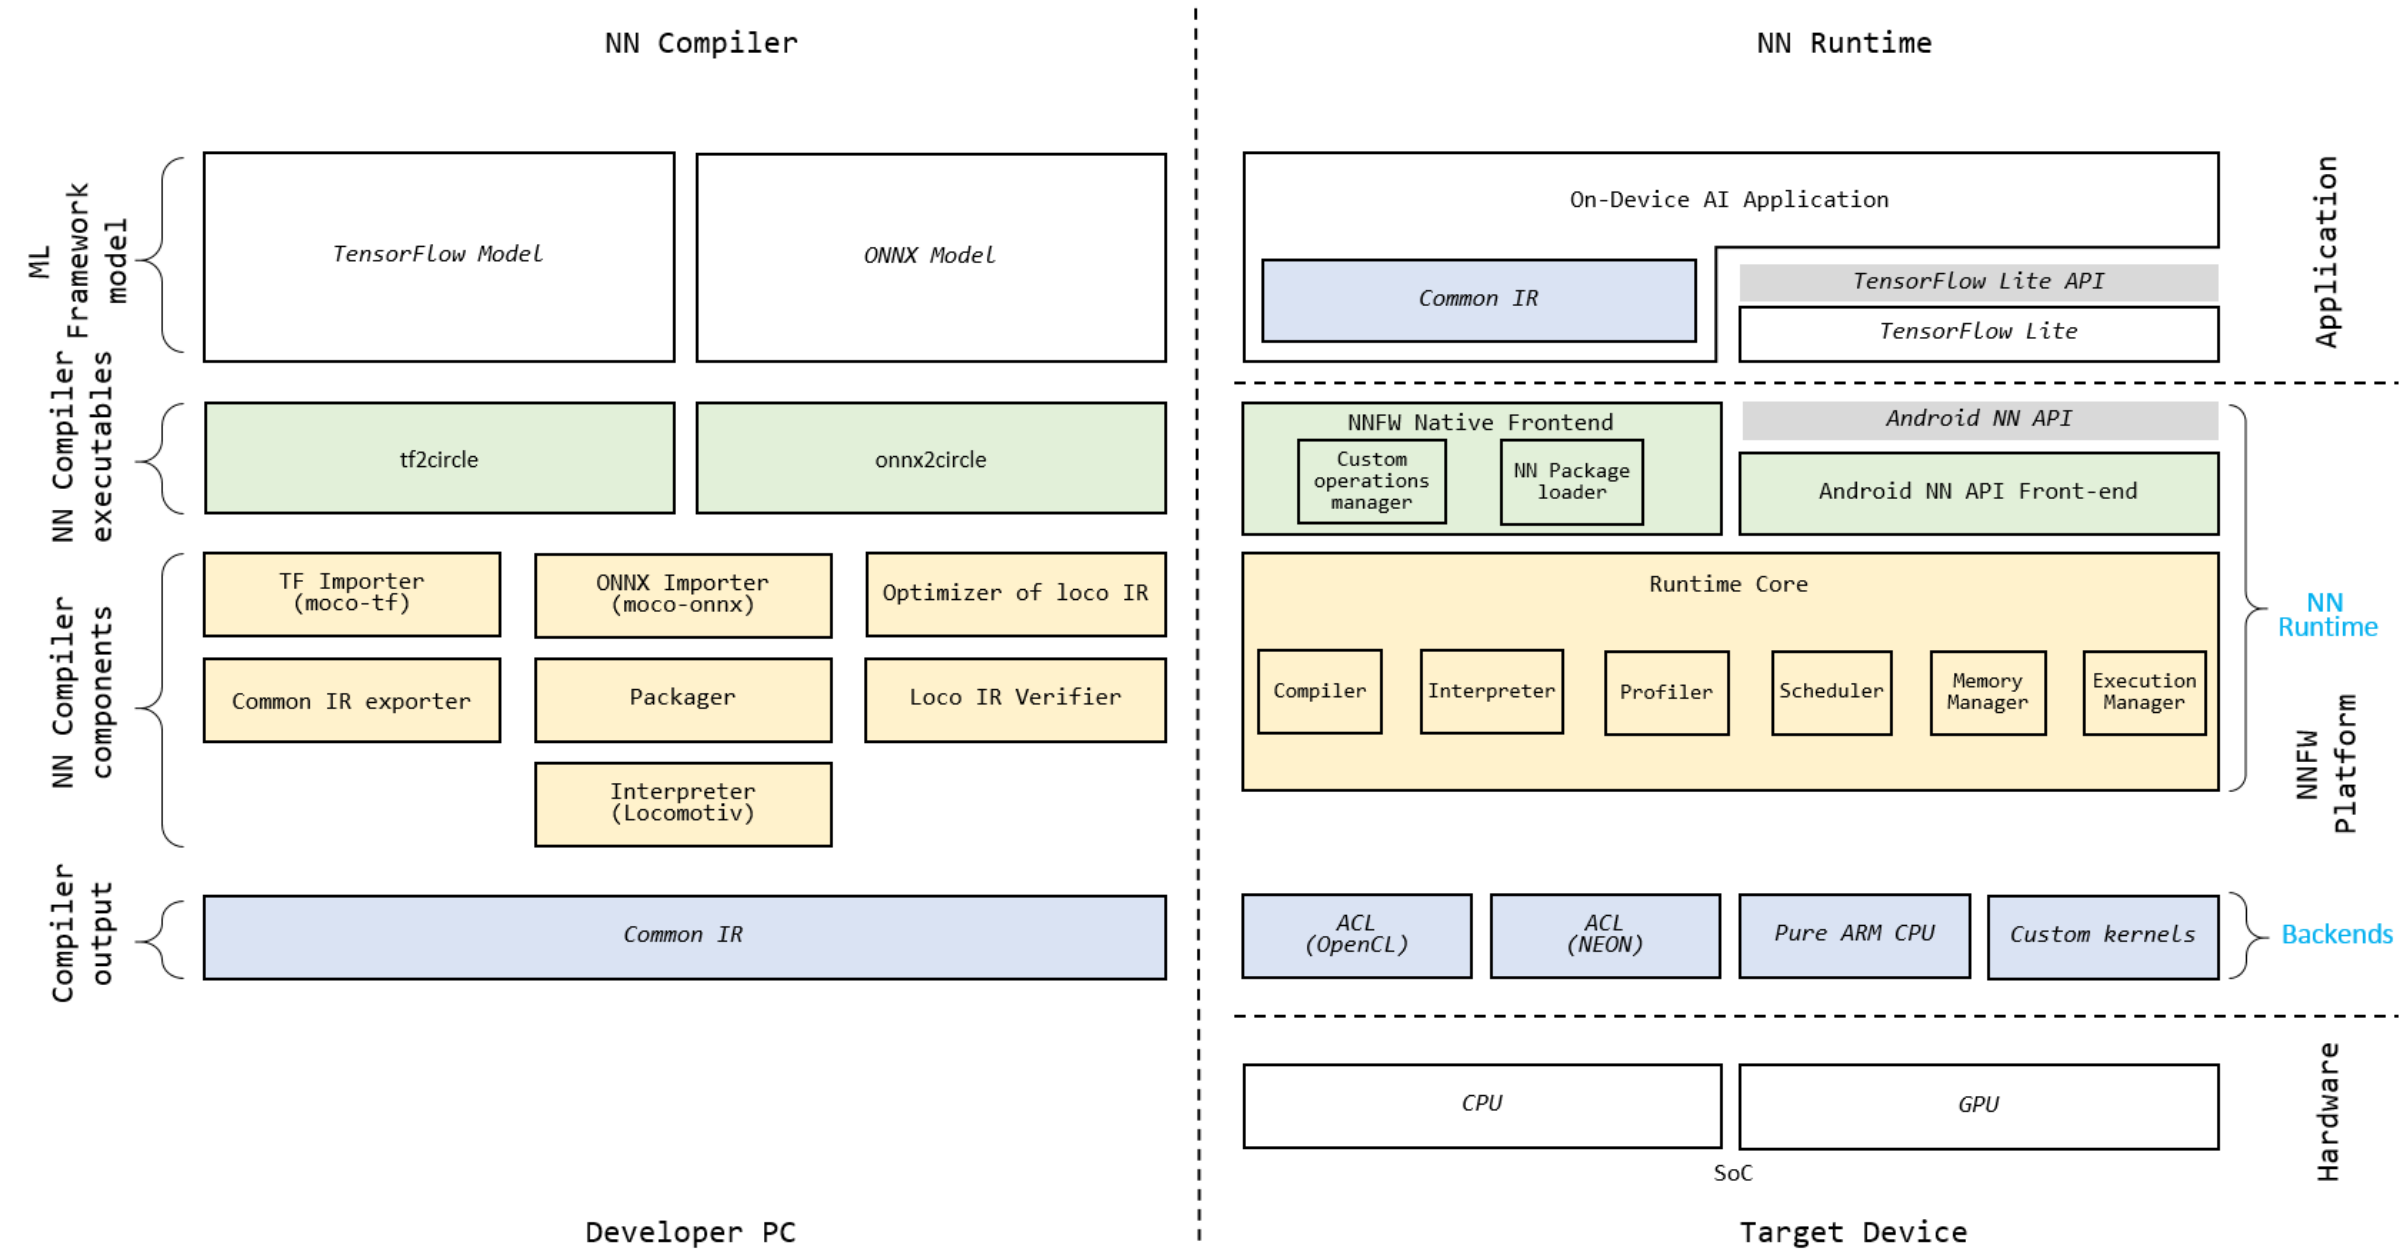 NN Compiler
NN Runtime
ML
Framework
model
TensorFlow Model
ONNX Model
On-Device AI Application
Common IR
TensorFlow Lite API
TensorFlow Lite
Application
NN Compiler
executables
tf2circle
onnx2circle
NNFW Native Frontend
Custom
operations
manager
NN Package
loader
Android NN API
Android NN API Front-end
NN Compiler
components
TF Importer
(moco-tf)
ONNX Importer
(moco-onnx)
Optimizer of loco IR
Common IR exporter
Packager
Loco IR Verifier
Interpreter
(Locomotiv)
Runtime Core
Compiler
Interpreter
Profiler
Scheduler
Memory
Manager
Execution
Manager
NN
Runtime
NNFW
Platform
Compiler
output
Common IR
ACL
(OpenCL)
ACL
(NEON)
Pure ARM CPU
Custom kernels
Backends
CPU
GPU
SoC
Hardware
Developer PC
Target Device